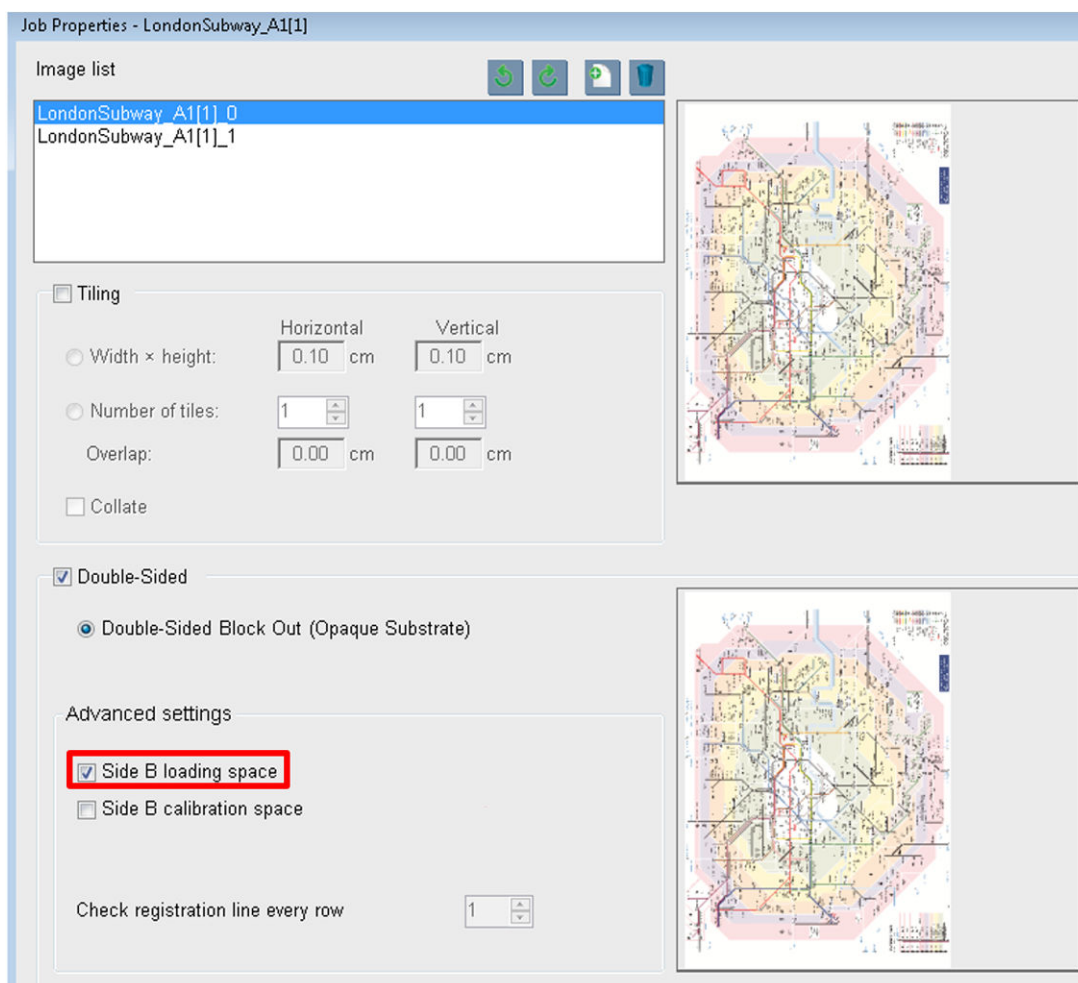 Job Properties - LondonSubway_A1[1]
Image list
LondonSubway_A1[1]_0
LondonSubway_A1[1]_1
Tiling
Horizontal Vertical
Width × height: 0.10 cm 0.10 cm
Number of tiles: 1 1
Overlap: 0.00 cm 0.00 cm
Collate
Double-Sided
Double-Sided Block Out (Opaque Substrate)
Advanced settings
Side B loading space
Side B calibration space
Check registration line every row 1